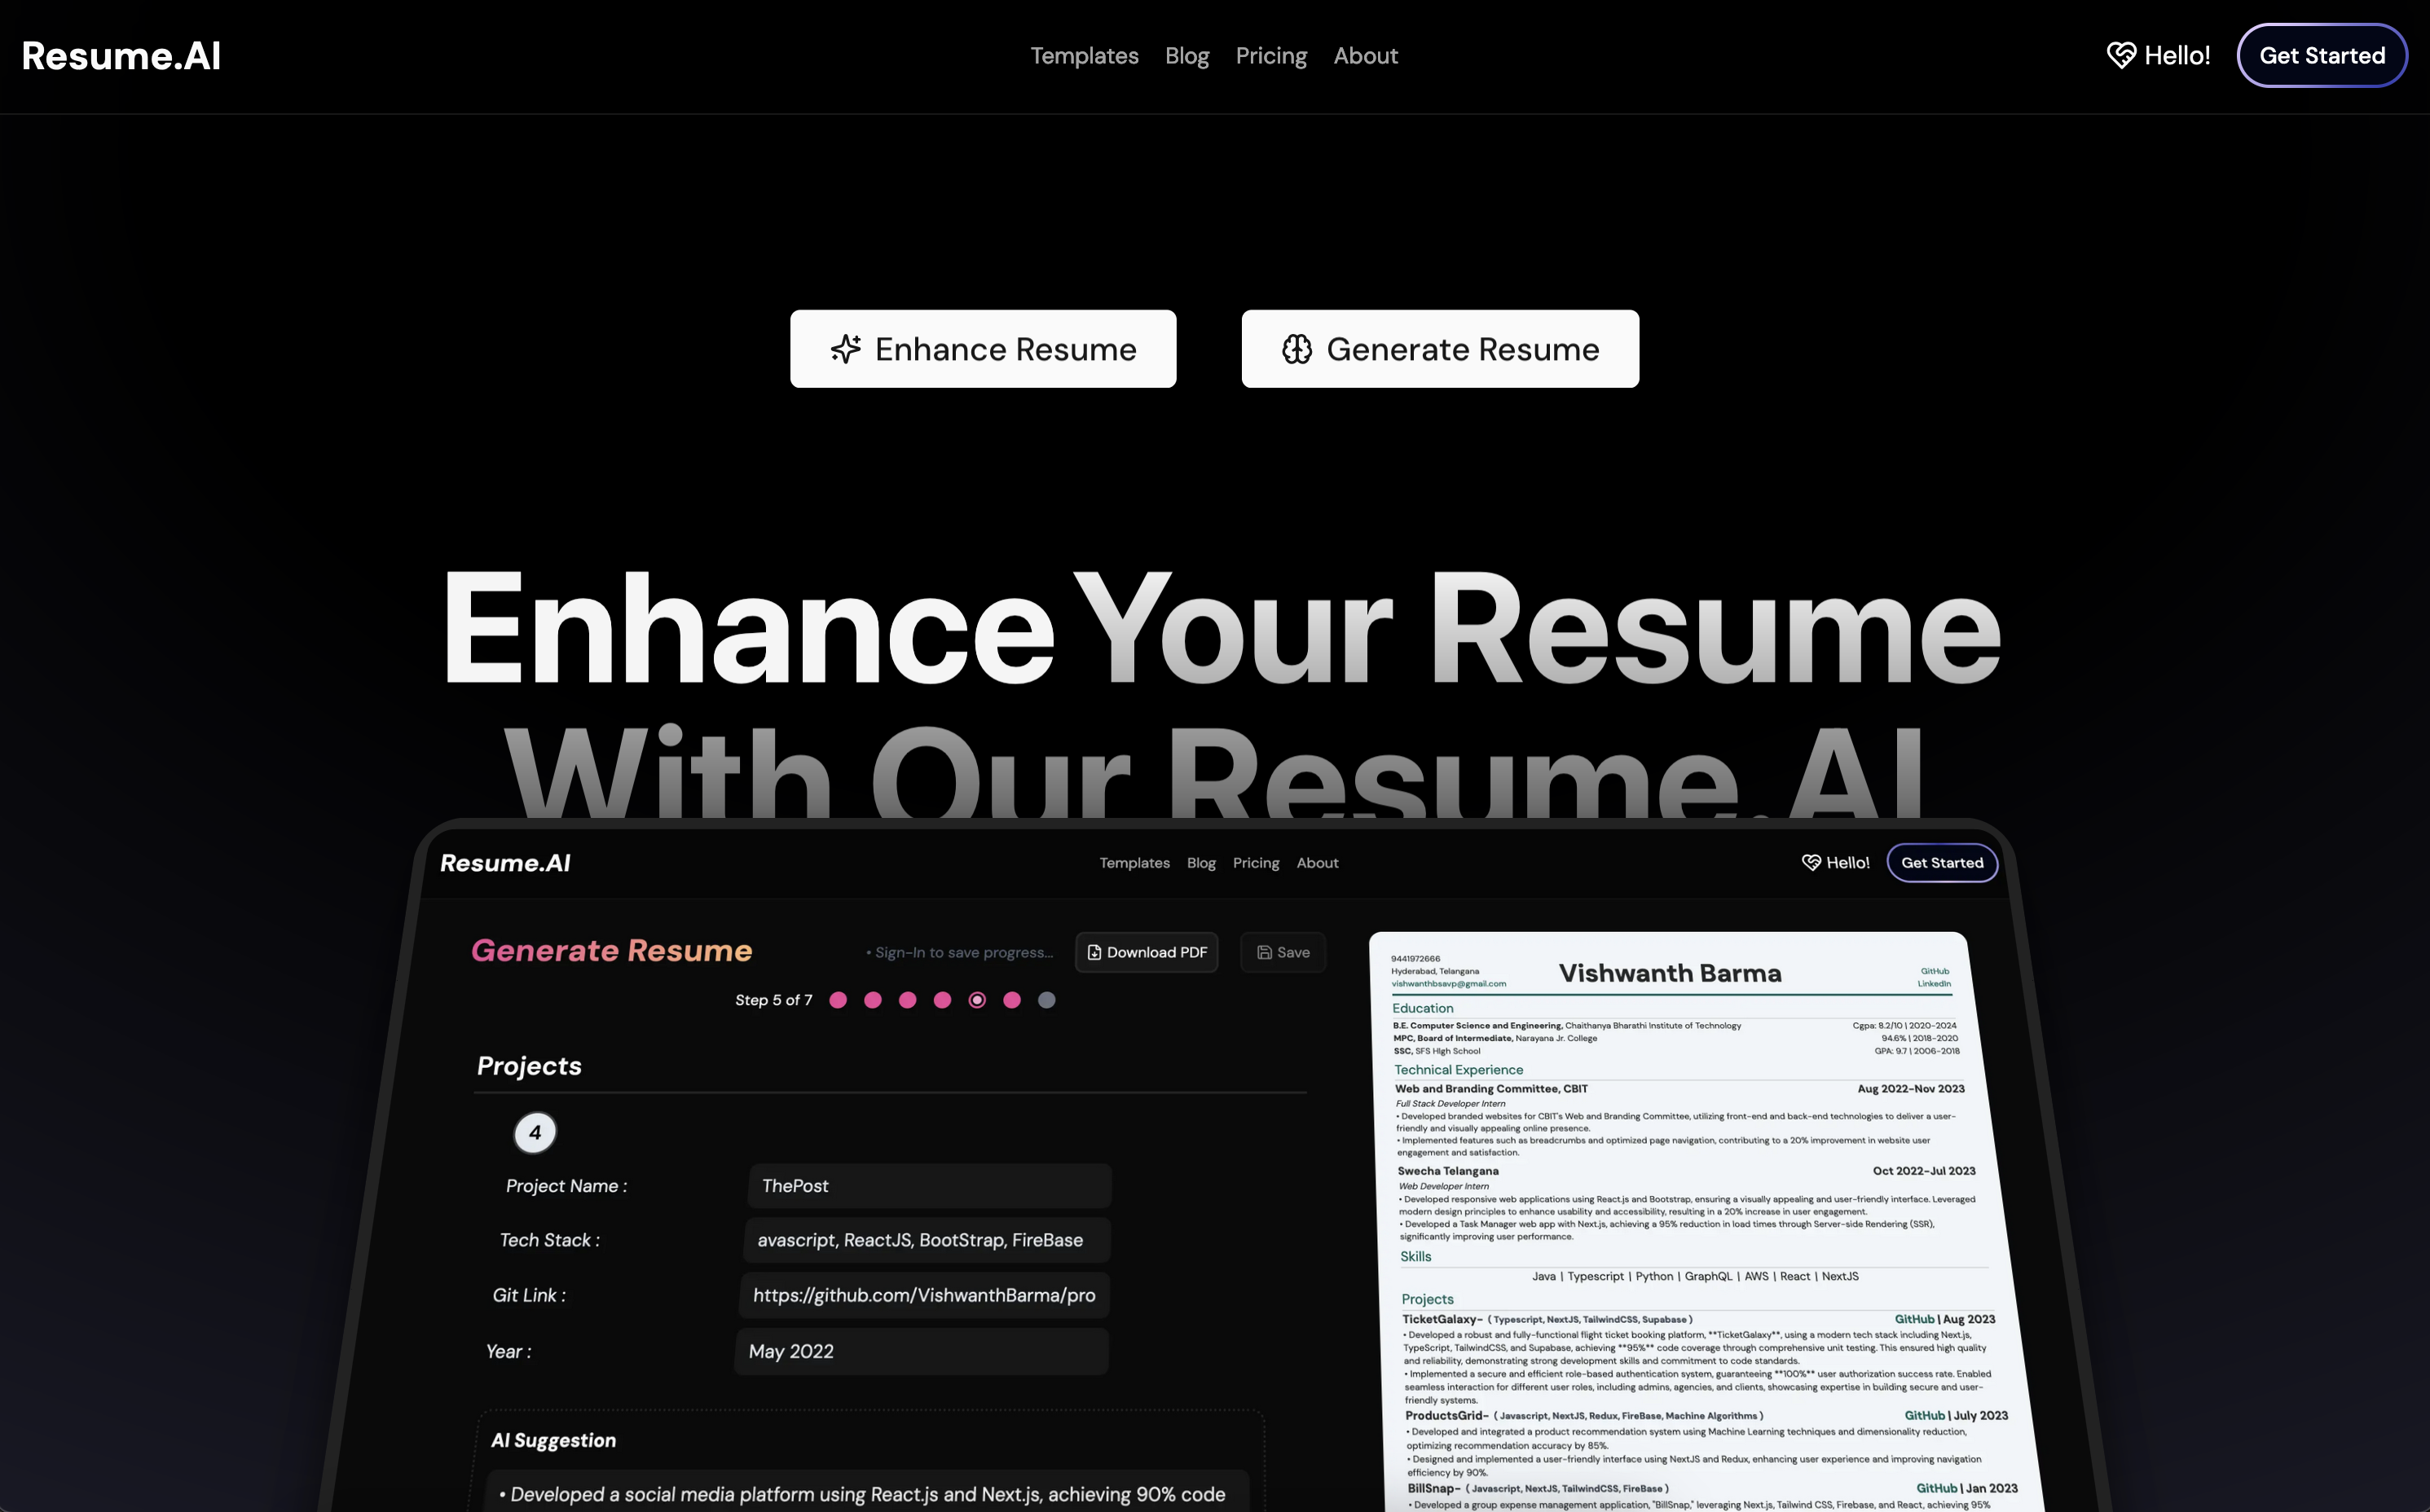 Resume.AI
Templates Blog Pricing About
Hello! Get Started
Enhance Resume
Generate Resume
Enhance Your Resume
With Our Resume.AI
Resume.AI
Templates Blog Pricing About
Hello! Get Started
Generate Resume
• Sign-In to save progress...
Download PDF
Save
Step 5 of 7
Projects
4
Project Name : ThePost
Tech Stack : avascript, ReactJS, BootStrap, FireBase
Git Link : https://github.com/VishwanthBarma/pro
Year : May 2022
AI Suggestion
• Developed a social media platform using React.js and Next.js, achieving 90% code
9441972666
Hyderabad, Telangana
vishwanthbsavp@gmail.com
Vishwanth Barma
GitHub
LinkedIn
Education
B.E. Computer Science and Engineering, Chaithanya Bharathi Institute of Technology Cgpa: 8.2/10 | 2020-2024
MPC, Board of Intermediate, Narayana Jr. College 94.6% | 2018-2020
SSC, SFS High School GPA: 9.7 | 2006-2018
Technical Experience
Web and Branding Committee, CBIT Aug 2022-Nov 2023
Full Stack Developer Intern
• Developed branded websites for CBIT's Web and Branding Committee, utilizing front-end and back-end technologies to deliver a user-
friendly and visually appealing online presence.
• Implemented features such as breadcrumbs and optimized page navigation, contributing to a 20% improvement in website user
engagement and satisfaction.
Swecha Telangana Oct 2022-Jul 2023
Web Developer Intern
• Developed responsive web applications using React.js and Bootstrap, ensuring a visually appealing and user-friendly interface. Leveraged
modern design principles to enhance usability and accessibility, resulting in a 20% increase in user engagement.
• Developed a Task Manager web app with Next.js, achieving a 95% reduction in load times through Server-side Rendering (SSR),
significantly improving user performance.
Skills
Java | Typescript | Python | GraphQL | AWS | React | NextJS
Projects
TicketGalaxy- ( Typescript, NextJS, TailwindCSS, Supabase ) GitHub | Aug 2023
• Developed a robust and fully-functional flight ticket booking platform, **TicketGalaxy**, using a modern tech stack including Next.js,
TypeScript, TailwindCSS, and Supabase, achieving **95%** code coverage through comprehensive unit testing. This ensured high quality
and reliability, demonstrating strong development skills and commitment to code standards.
• Implemented a secure and efficient role-based authentication system, guaranteeing **100%** user authorization success rate. Enabled
seamless interaction for different user roles, including admins, agencies, and clients, showcasing expertise in building secure and user-
friendly systems.
ProductsGrid- ( Javascript, NextJS, Redux, FireBase, Machine Algorithms ) GitHub | July 2023
• Developed and integrated a product recommendation system using Machine Learning techniques and dimensionality reduction,
optimizing recommendation accuracy by 85%.
• Designed and implemented a user-friendly interface using NextJS and Redux, enhancing user experience and improving navigation
efficiency by 90%.
BillSnap- ( Javascript, NextJS, TailwindCSS, FireBase ) GitHub | Jan 2023
• Developed a group expense management application, "BillSnap," leveraging Next.js, Tailwind CSS, Firebase, and React, achieving 95%